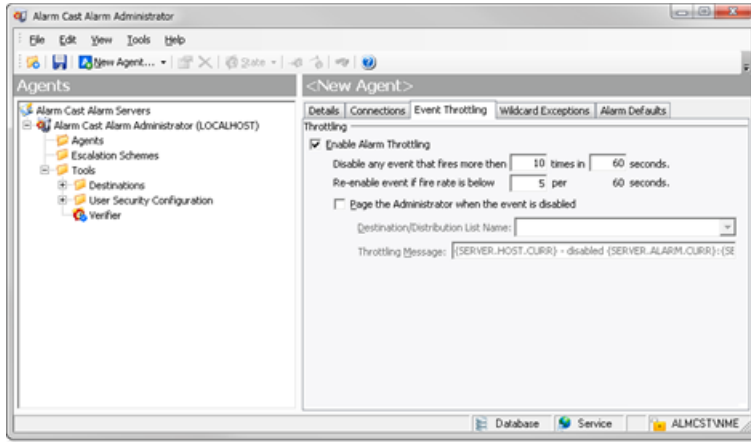 Alarm Cast Alarm Administrator
File Edit View Tools Help
New Agent... State
Agents
Alarm Cast Alarm Servers
Alarm Cast Alarm Administrator (LOCALHOST)
Agents
Escalation Schemes
Tools
Destinations
User Security Configuration
Verifier
<New Agent>
Details Connections Event Throttling Wildcard Exceptions Alarm Defaults
Throttling
Enable Alarm Throttling
Disable any event that fires more then 10 times in 60 seconds.
Re-enable event if fire rate is below 5 per 60 seconds.
Page the Administrator when the event is disabled
Destination/Distribution List Name:
Throttling Message: {SERVER.HOST.CURR} - disabled {SERVER.ALARM.CURR}:{SE
Database Service ALMCST\NME